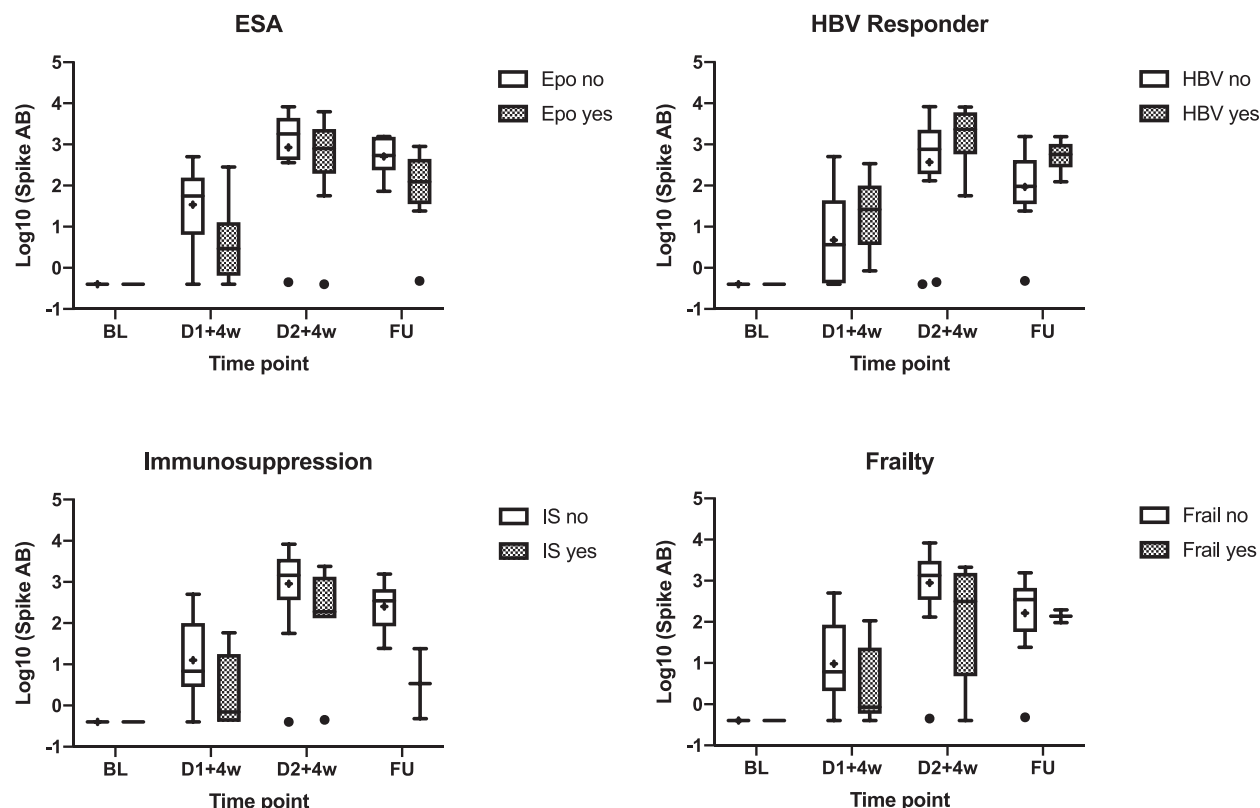 ESA
Log10 (Spike AB)
5
4
3
2
1
0
-1
BL D1+4w D2+4w FU
Time point
Epo no
Epo yes
HBV Responder
Log10 (Spike AB)
5
4
3
2
1
0
-1
BL D1+4w D2+4w FU
Time point
HBV no
HBV yes
Immunosuppression
Log10 (Spike AB)
5
4
3
2
1
0
-1
BL D1+4w D2+4w FU
Time point
IS no
IS yes
Frailty
Log10 (Spike AB)
5
4
3
2
1
0
-1
BL D1+4w D2+4w FU
Time point
Frail no
Frail yes